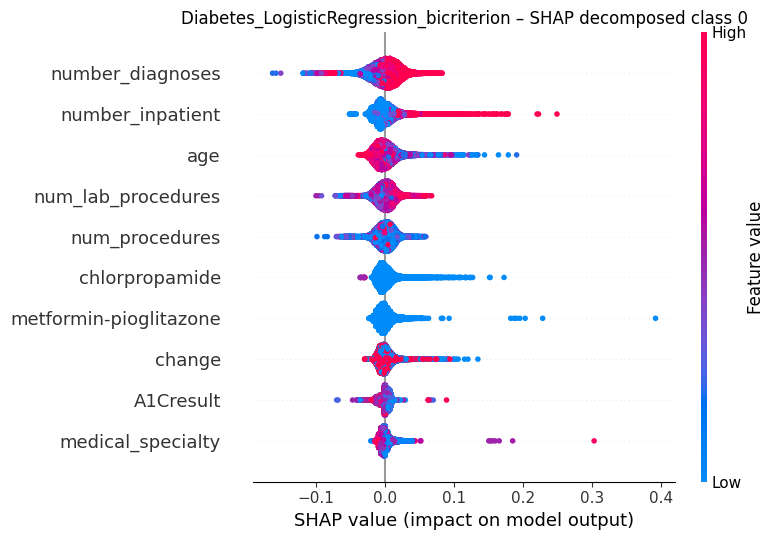 Diabetes_LogisticRegression_bicriterion – SHAP decomposed class 0
High
number_diagnoses
number_inpatient
age
num_lab_procedures
num_procedures
chlorpropamide
metformin-pioglitazone
change
A1Cresult
medical_specialty
Feature value
Low
−0.1 0.0 0.1 0.2 0.3 0.4
SHAP value (impact on model output)